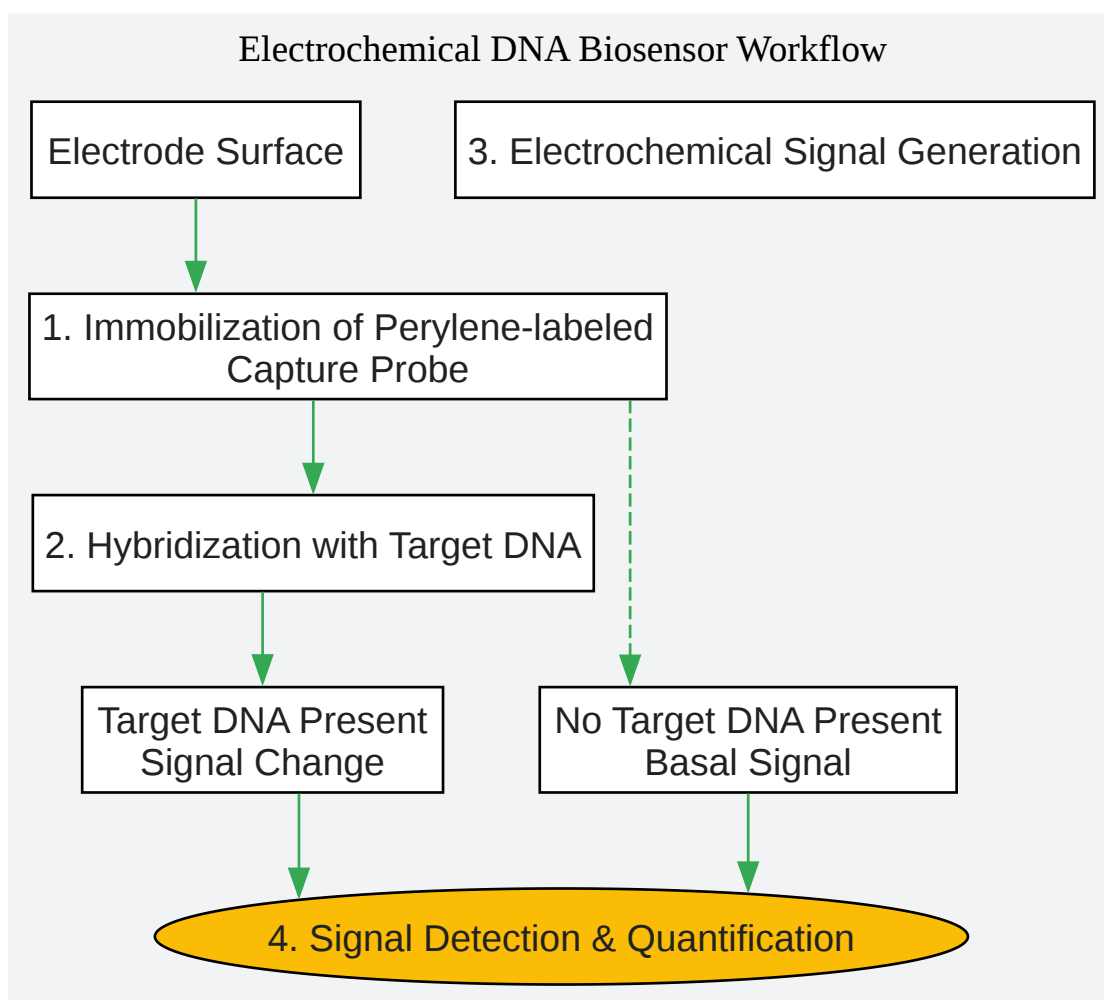 Electrochemical DNA Biosensor Workflow
Electrode Surface
3. Electrochemical Signal Generation
1. Immobilization of Perylene-labeled
Capture Probe
2. Hybridization with Target DNA
Target DNA Present
Signal Change
No Target DNA Present
Basal Signal
4. Signal Detection & Quantification